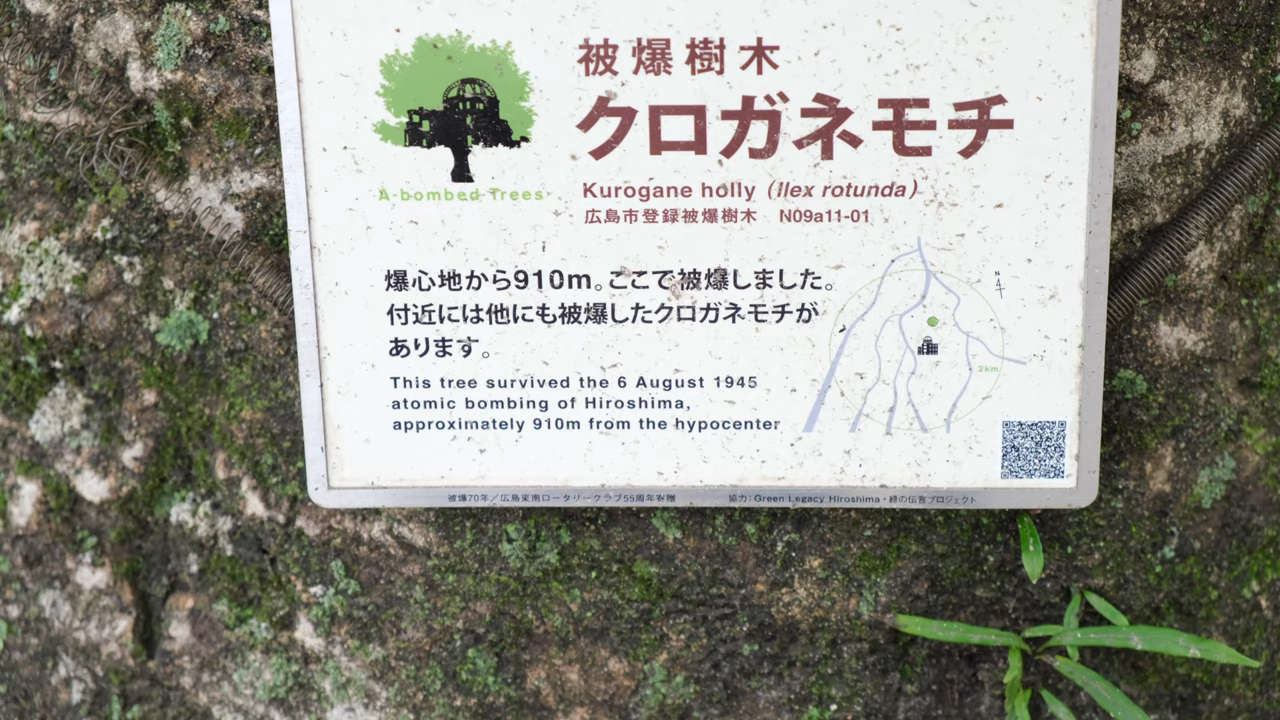 被爆樹木
クロガネモチ
A-bombed Trees
Kurogane holly (Ilex rotunda)
広島市登録被爆樹木 N09a11-01
爆心地から910m。ここで被爆しました。
付近には他にも被爆したクロガネモチが
あります。
This tree survived the 6 August 1945
atomic bombing of Hiroshima,
approximately 910m from the hypocenter
N
2km
被爆70年／広島東南ロータリークラブ55周年寄贈
協力: Green Legacy Hiroshima・緑の伝言プロジェクト